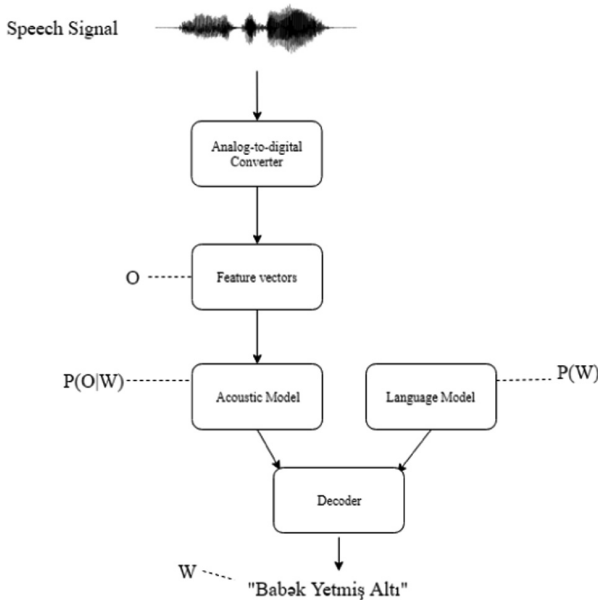 Speech Signal
Analog-to-digital
Converter
O
Feature vectors
P(O|W)
Acoustic Model
Language Model
P(W)
Decoder
W
"Babək Yetmiş Altı"